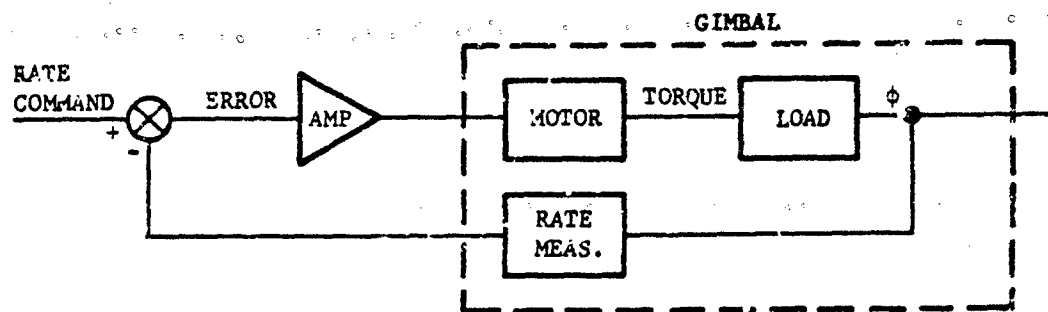 GIMBAL
RATE
COMMAND
+
-
ERROR
AMP
MOTOR
TORQUE
LOAD
ϕ
RATE
MEAS.